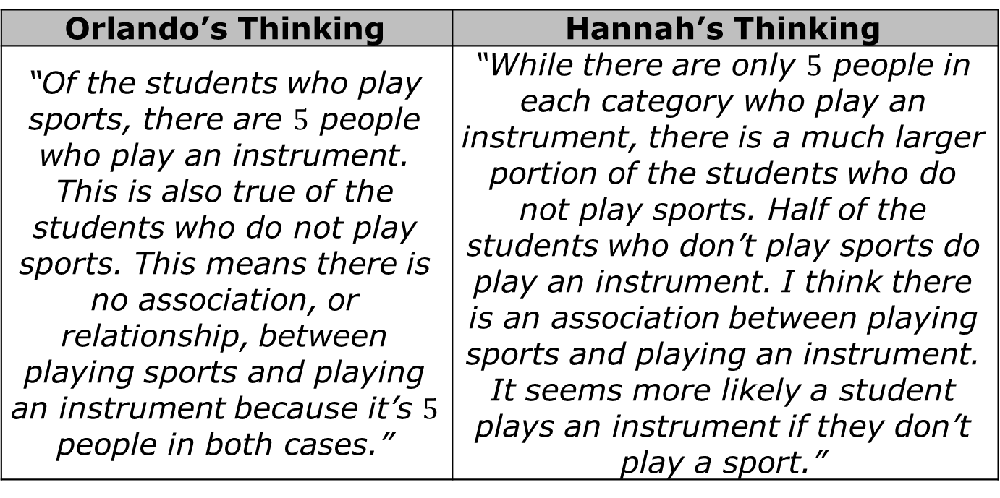 Orlando’s Thinking
“Of the students who play
sports, there are 5 people
who play an instrument.
This is also true of the
students who do not play
sports. This means there is
no association, or
relationship, between
playing sports and playing
an instrument because it’s 5
people in both cases.”
Hannah’s Thinking
“While there are only 5 people in
each category who play an
instrument, there is a much larger
portion of the students who do
not play sports. Half of the
students who don’t play sports do
play an instrument. I think there
is an association between playing
sports and playing an instrument.
It seems more likely a student
plays an instrument if they don’t
play a sport.”